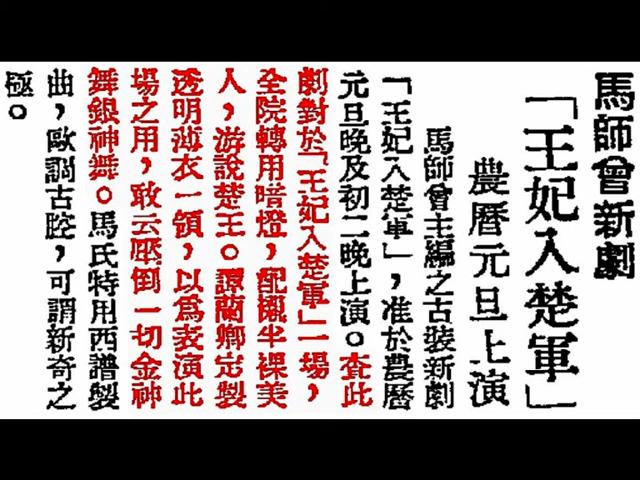 馬師曾新劇
「王妃入楚軍」
農曆元旦上演
馬師曾主編之古裝新劇
「王妃入楚軍」，准於農曆
元旦晚及初二晚上演。查此
劇對於「王妃入楚軍」一場，
全院轉用暗燈，配襯半裸美
人，游說楚王。譚蘭卿定製
透明薄衣一領，以爲表演此
場之用，敢云壓倒一切金神
舞銀神舞。馬氏特用西譜製
曲，歐調古腔，可謂新奇之
極。